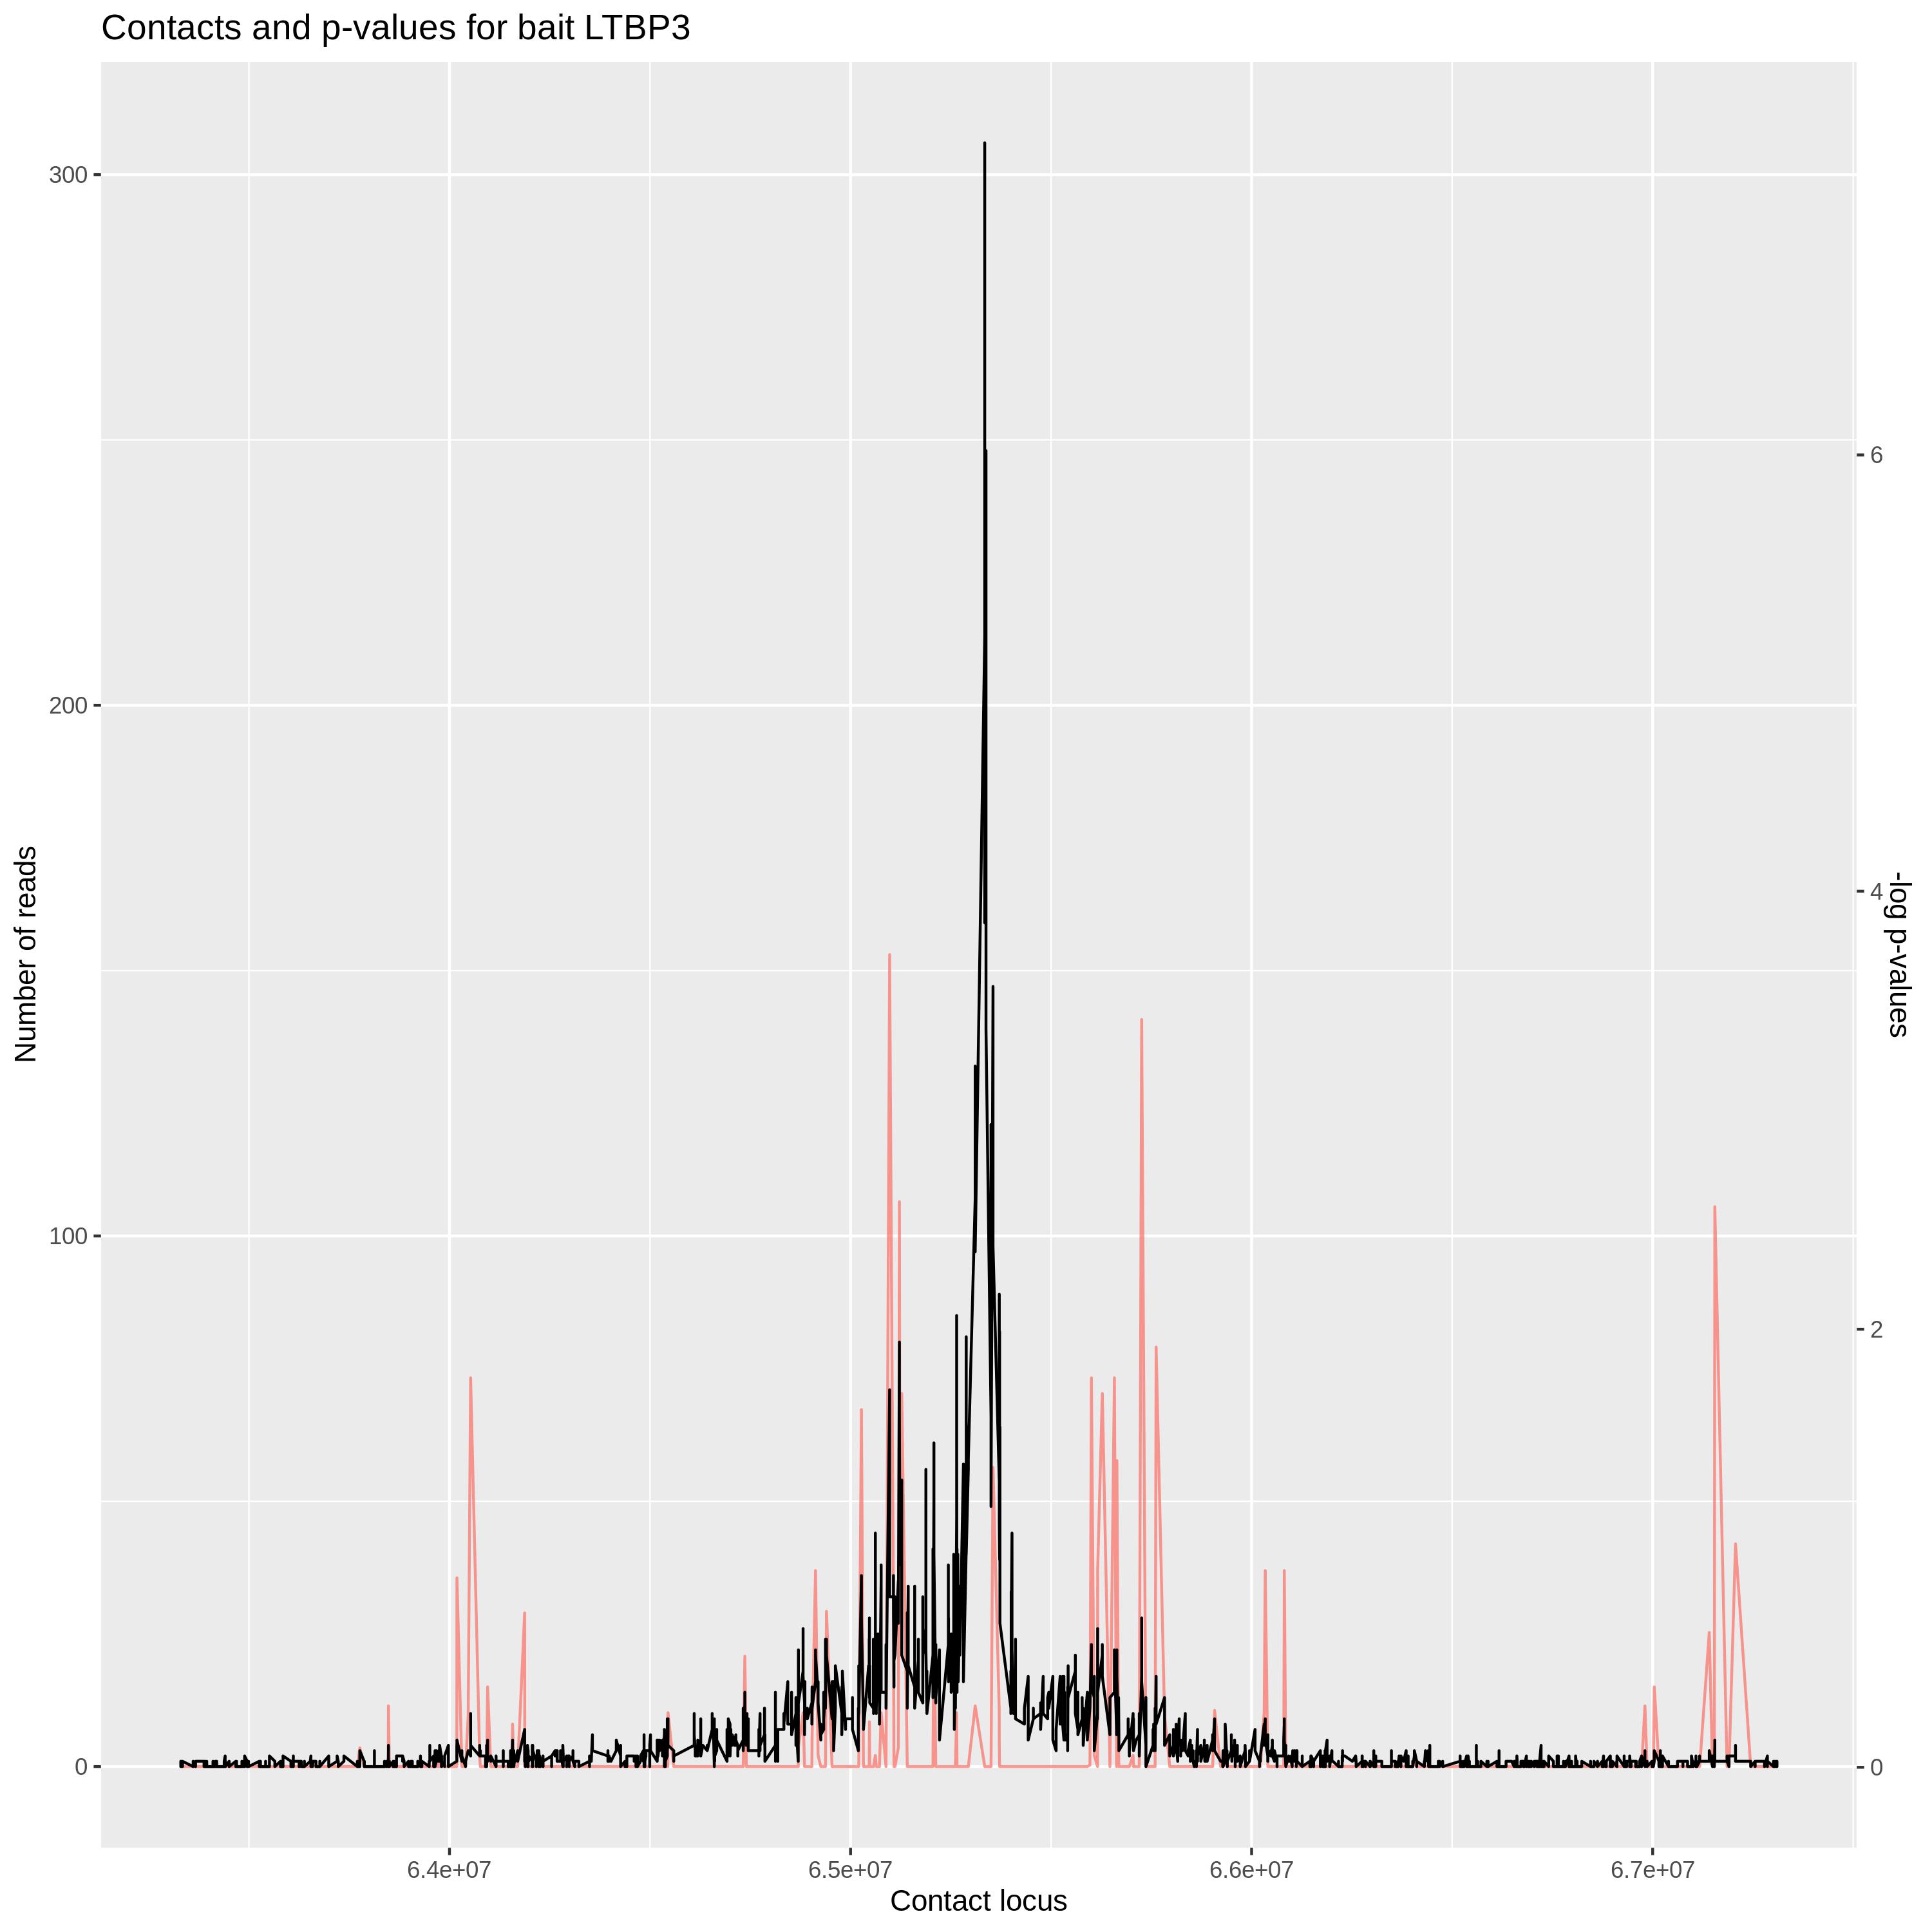 Contacts and p-values for bait LTBP3
300
200
100
0
Number of reads
6
4
2
0
-log p-values
6.4e+07
6.5e+07
6.6e+07
6.7e+07
Contact locus